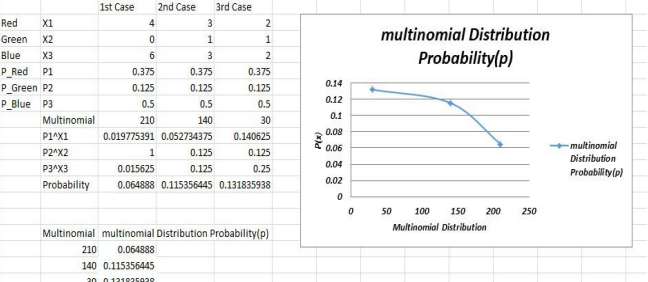 1st Case 2nd Case 3rd Case
Red X1 4 3 2
Green X2 0 1 1
Blue X3 6 3 2
P_Red P1 0.375 0.375 0.375
P_Green P2 0.125 0.125 0.125
P_Blue P3 0.5 0.5 0.5
Multinomial 210 140 30
P1^X1 0.019775391 0.052734375 0.140625
P2^X2 1 0.125 0.125
P3^X3 0.015625 0.125 0.25
Probability 0.064888 0.115356445 0.131835938
Multinomial multinomial Distribution Probability(p)
210 0.064888
140 0.115356445
30 0.131835938
multinomial Distribution
Probability(p)
0.14
0.12
0.1
0.08
0.06
0.04
0.02
0
P(x)
0 50 100 150 200 250
Multinomial Distribution
multinomial
Distribution
Probability(p)